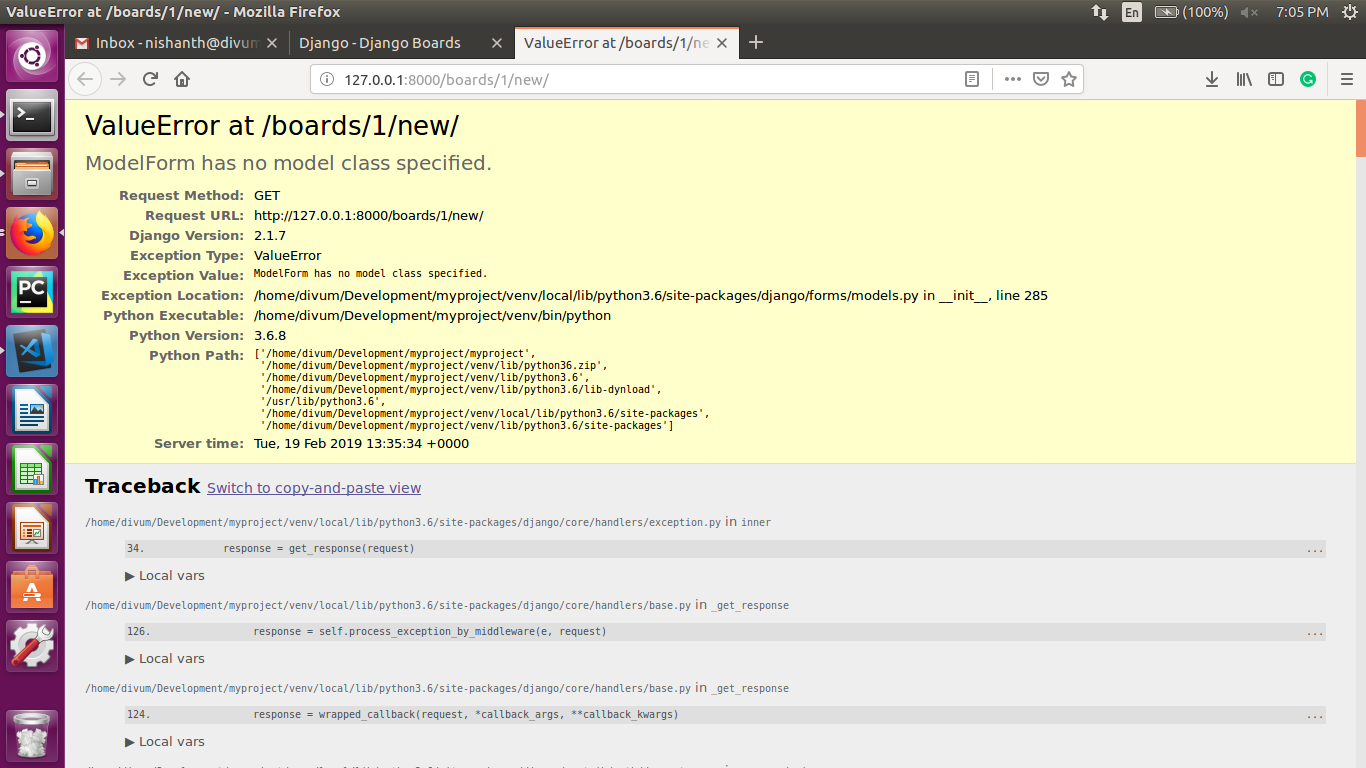 ValueError at /boards/1/new/ - Mozilla Firefox
En
(100%)
7:05 PM
Inbox - nishanth@divum
Django - Django Boards
ValueError at /boards/1/ne
127.0.0.1:8000/boards/1/new/
ValueError at /boards/1/new/
ModelForm has no model class specified.
Request Method: GET
Request URL: http://127.0.0.1:8000/boards/1/new/
Django Version: 2.1.7
Exception Type: ValueError
Exception Value: ModelForm has no model class specified.
Exception Location: /home/divum/Development/myproject/venv/local/lib/python3.6/site-packages/django/forms/models.py in __init__, line 285
Python Executable: /home/divum/Development/myproject/venv/bin/python
Python Version: 3.6.8
Python Path: ['/home/divum/Development/myproject/myproject',
'/home/divum/Development/myproject/venv/lib/python36.zip',
'/home/divum/Development/myproject/venv/lib/python3.6',
'/home/divum/Development/myproject/venv/lib/python3.6/lib-dynload',
'/usr/lib/python3.6',
'/home/divum/Development/myproject/venv/local/lib/python3.6/site-packages',
'/home/divum/Development/myproject/venv/lib/python3.6/site-packages']
Server time: Tue, 19 Feb 2019 13:35:34 +0000
Traceback Switch to copy-and-paste view
/home/divum/Development/myproject/venv/local/lib/python3.6/site-packages/django/core/handlers/exception.py in inner
34. response = get_response(request) ...
▶ Local vars
/home/divum/Development/myproject/venv/local/lib/python3.6/site-packages/django/core/handlers/base.py in _get_response
126. response = self.process_exception_by_middleware(e, request) ...
▶ Local vars
/home/divum/Development/myproject/venv/local/lib/python3.6/site-packages/django/core/handlers/base.py in _get_response
124. response = wrapped_callback(request, *callback_args, **callback_kwargs) ...
▶ Local vars
PC